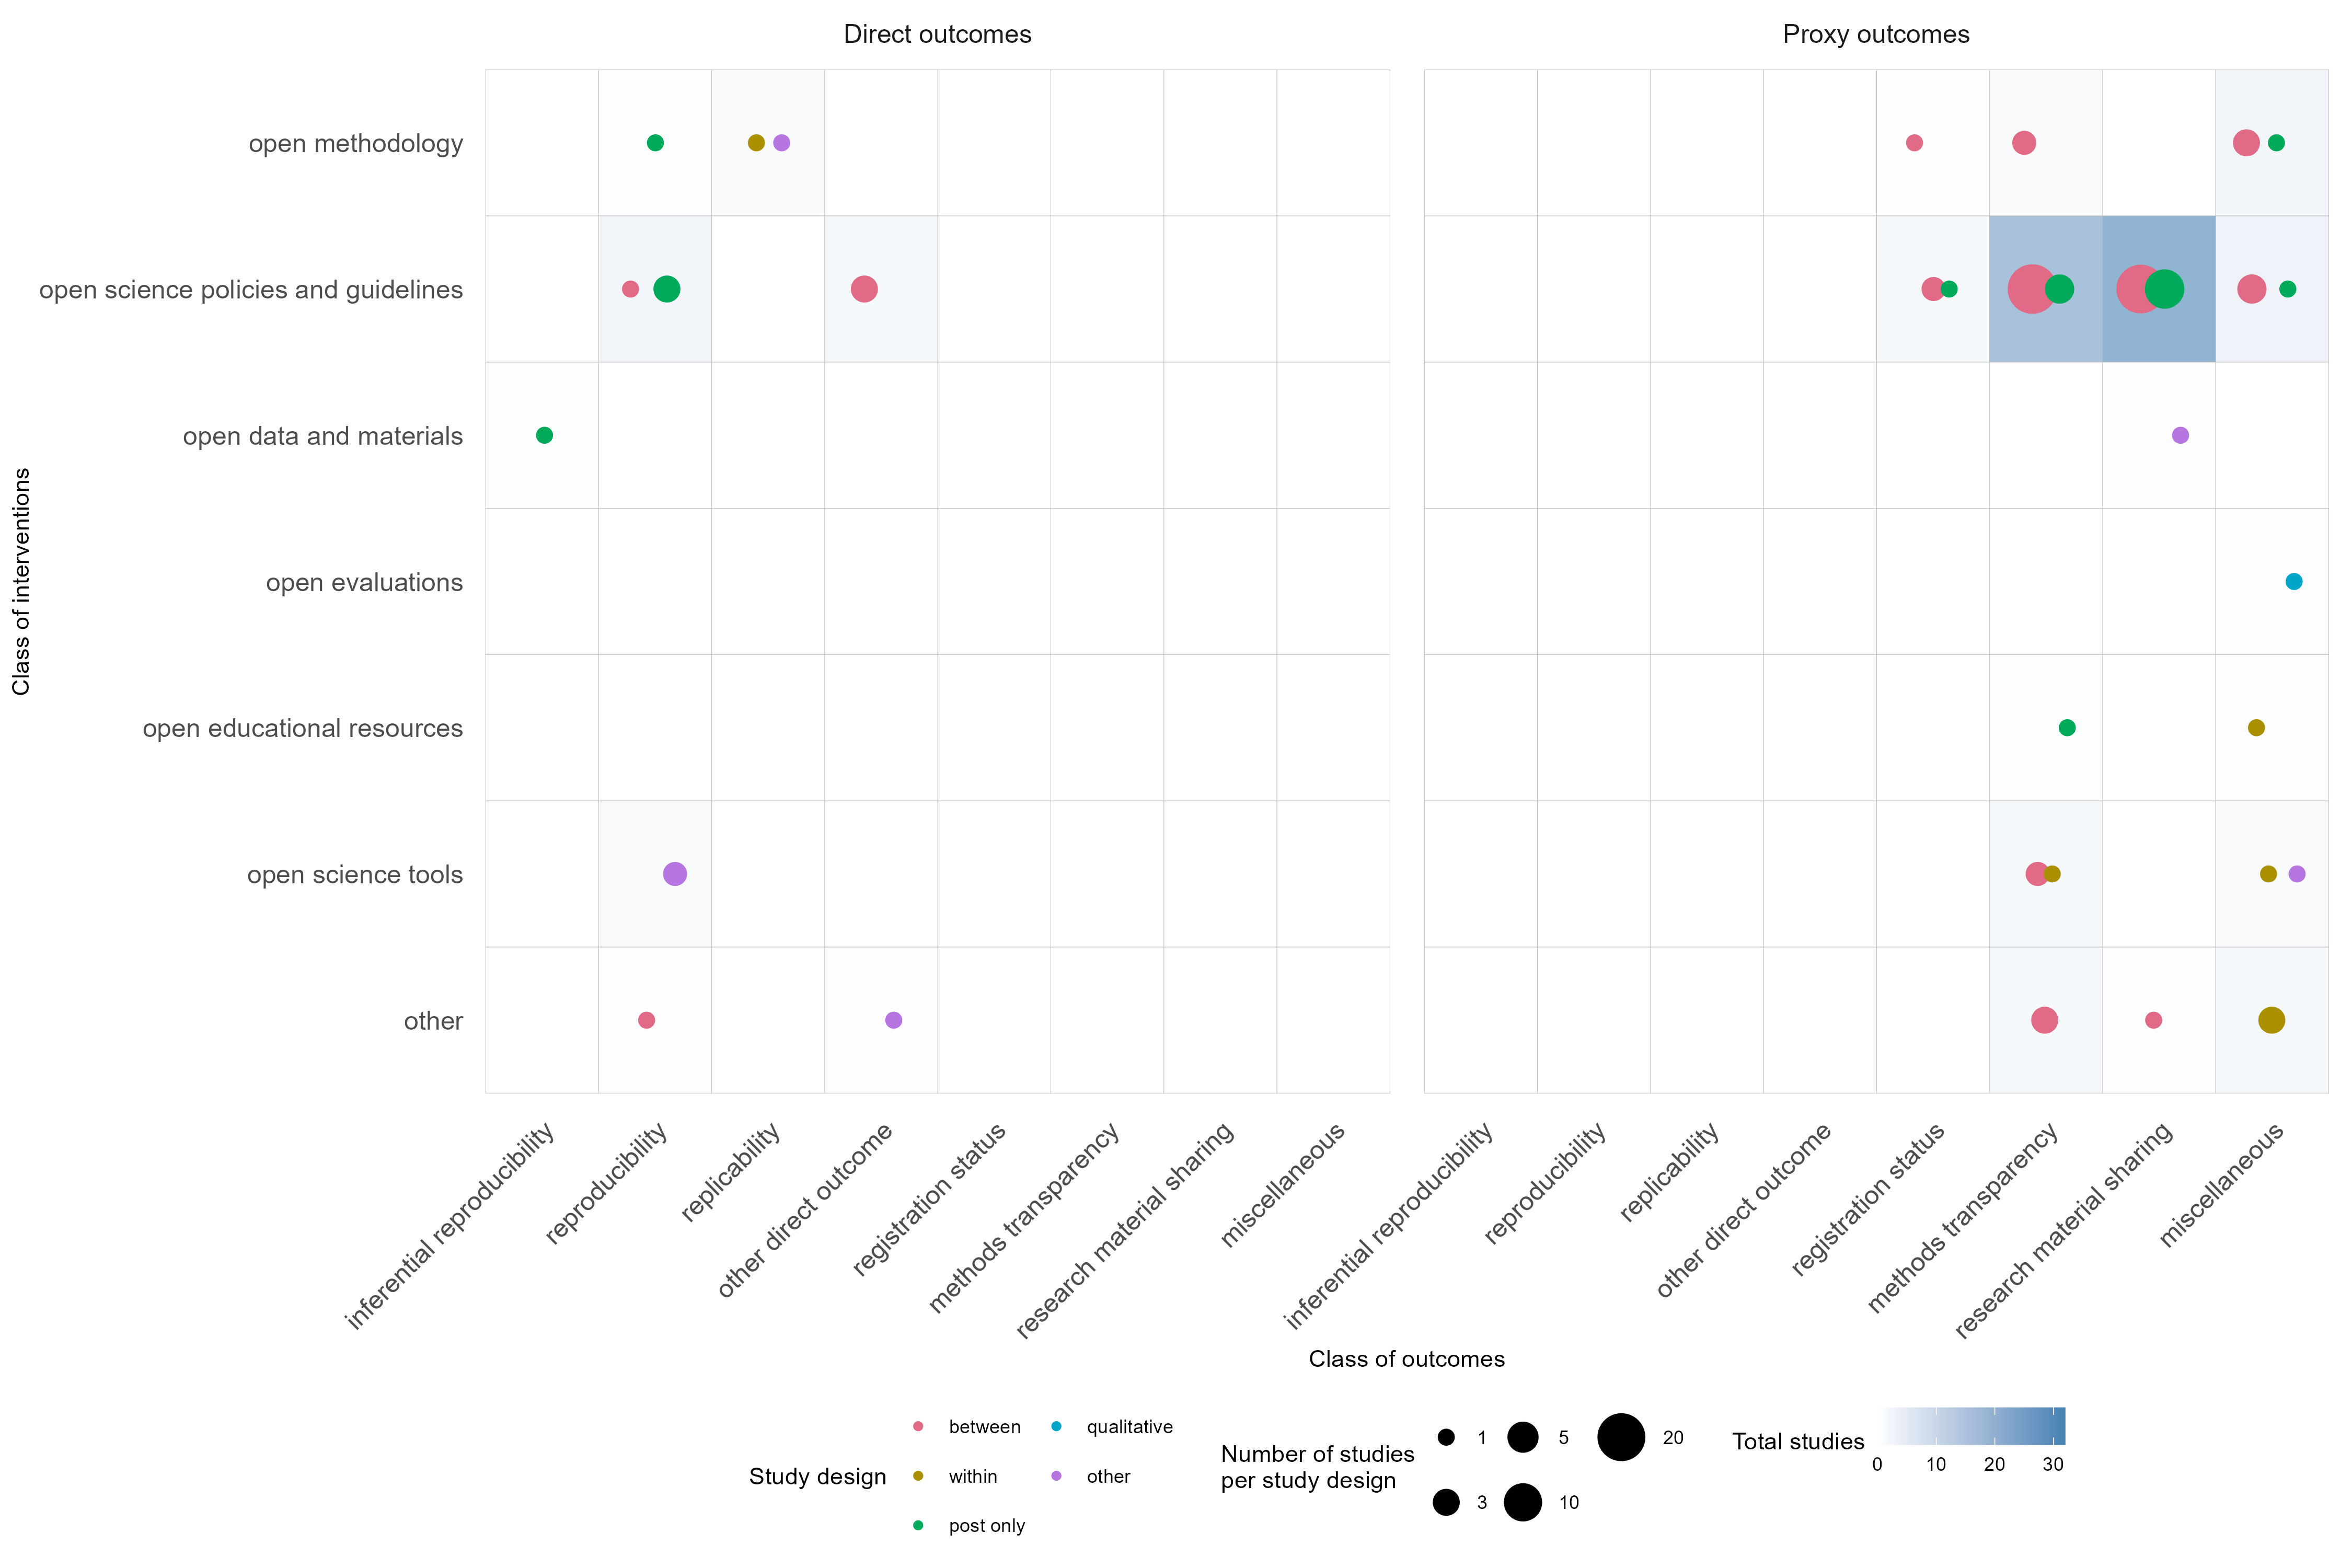 Direct outcomes
Proxy outcomes
Class of interventions
open methodology
open science policies and guidelines
open data and materials
open evaluations
open educational resources
open science tools
other
inferential reproducibility
reproducibility
replicability
other direct outcome
registration status
methods transparency
research material sharing
miscellaneous
inferential reproducibility
reproducibility
replicability
other direct outcome
registration status
methods transparency
research material sharing
miscellaneous
Class of outcomes
Study design
between
within
post only
qualitative
other
Number of studies
per study design
1
3
5
10
20
Total studies
0 10 20 30